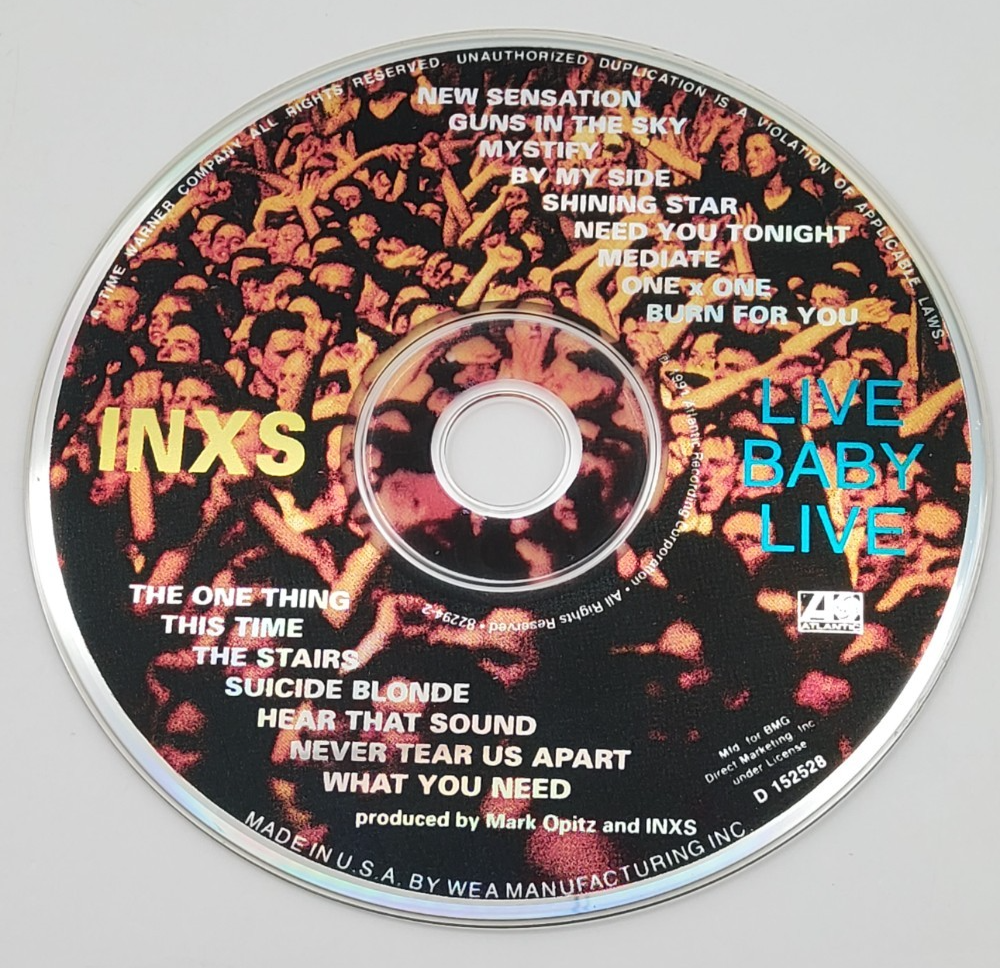 A TIME WARNER COMPANY ALL RIGHTS RESERVED. UNAUTHORIZED DUPLICATION IS A VIOLATION OF APPLICABLE LAWS.
NEW SENSATION
GUNS IN THE SKY
MYSTIFY
BY MY SIDE
SHINING STAR
NEED YOU TONIGHT
MEDIATE
ONE x ONE
BURN FOR YOU
INXS
LIVE
BABY
LIVE
℗ 1991 Atlantic Recording Corporation • All Rights Reserved • 82294-2
ATLANTIC
THE ONE THING
THIS TIME
THE STAIRS
SUICIDE BLONDE
HEAR THAT SOUND
NEVER TEAR US APART
WHAT YOU NEED
produced by Mark Opitz and INXS
Mfd. for BMG
Direct Marketing Inc.
under License
D 152528
MADE IN U.S.A. BY WEA MANUFACTURING INC.